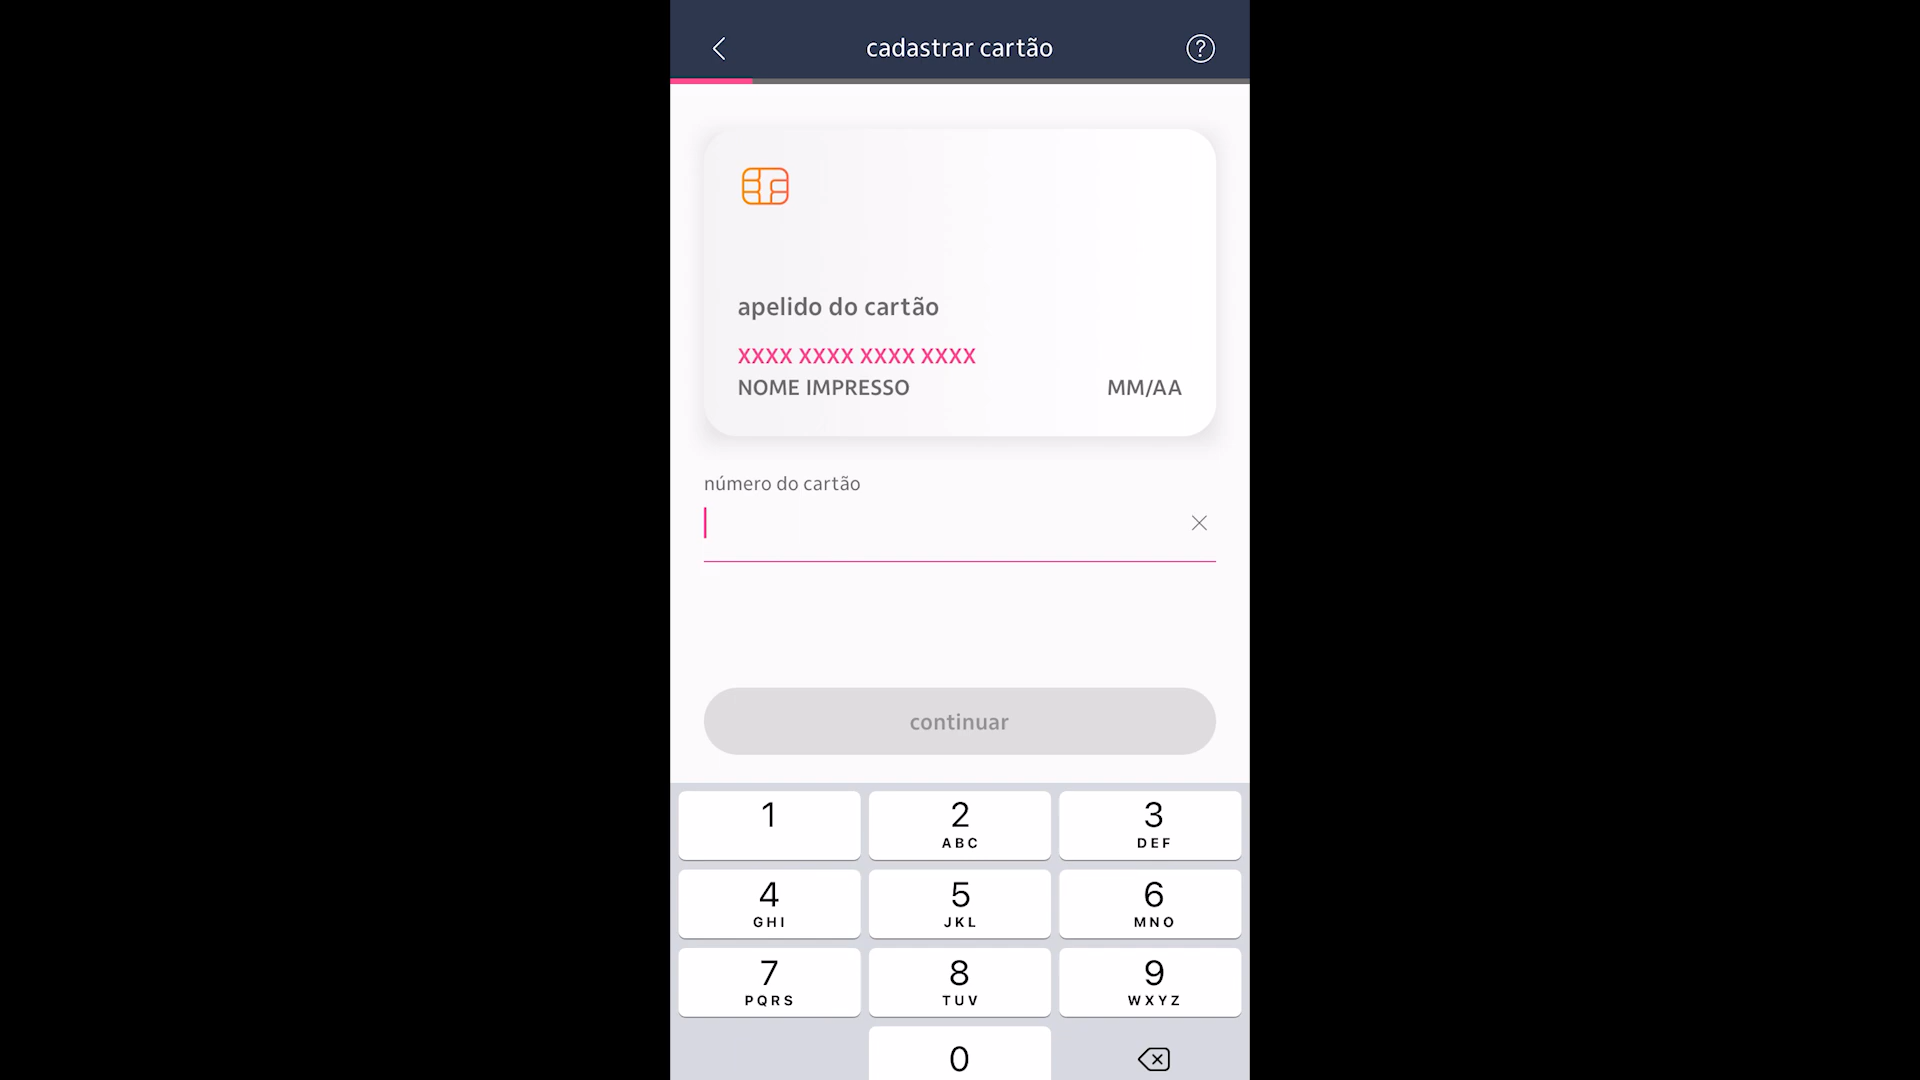 cadastrar cartão
?
apelido do cartão
XXXX XXXX XXXX XXXX
NOME IMPRESSO MM/AA
número do cartão
continuar
1 2 3
ABC DEF
4 5 6
GHI JKL MNO
7 8 9
PQRS TUV WXYZ
0